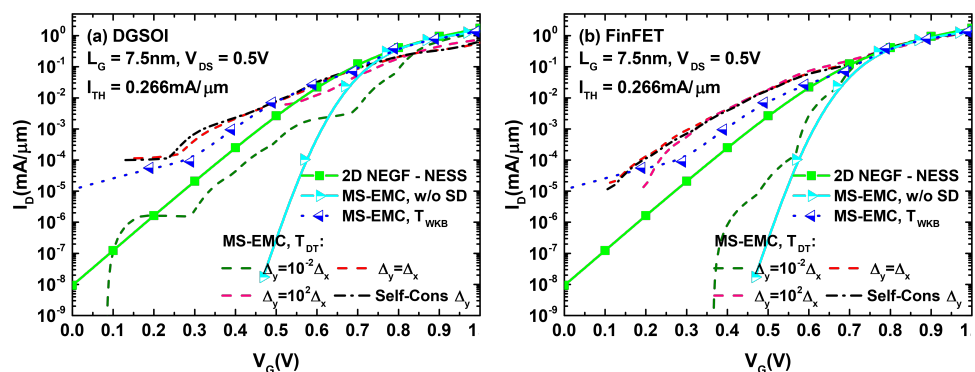 (a) DGSOI
L_G = 7.5nm, V_DS = 0.5V
I_TH = 0.266mA/μm
I_D(mA/μm)
10^0
10^-1
10^-2
10^-3
10^-4
10^-5
10^-6
10^-7
10^-8
10^-9
2D NEGF - NESS
MS-EMC, w/o SD
MS-EMC, T_WKB
MS-EMC, T_DT:
Δ_y=10^-2Δ_x
Δ_y=Δ_x
Δ_y=10^2Δ_x
Self-Cons Δ_y
0.0 0.1 0.2 0.3 0.4 0.5 0.6 0.7 0.8 0.9 1
V_G(V)
(b) FinFET
L_G = 7.5nm, V_DS = 0.5V
I_TH = 0.266mA/μm
I_D(mA/μm)
10^0
10^-1
10^-2
10^-3
10^-4
10^-5
10^-6
10^-7
10^-8
10^-9
2D NEGF - NESS
MS-EMC, w/o SD
MS-EMC, T_WKB
MS-EMC, T_DT:
Δ_y=10^-2Δ_x
Δ_y=Δ_x
Δ_y=10^2Δ_x
Self-Cons Δ_y
0.0 0.1 0.2 0.3 0.4 0.5 0.6 0.7 0.8 0.9 1
V_G(V)